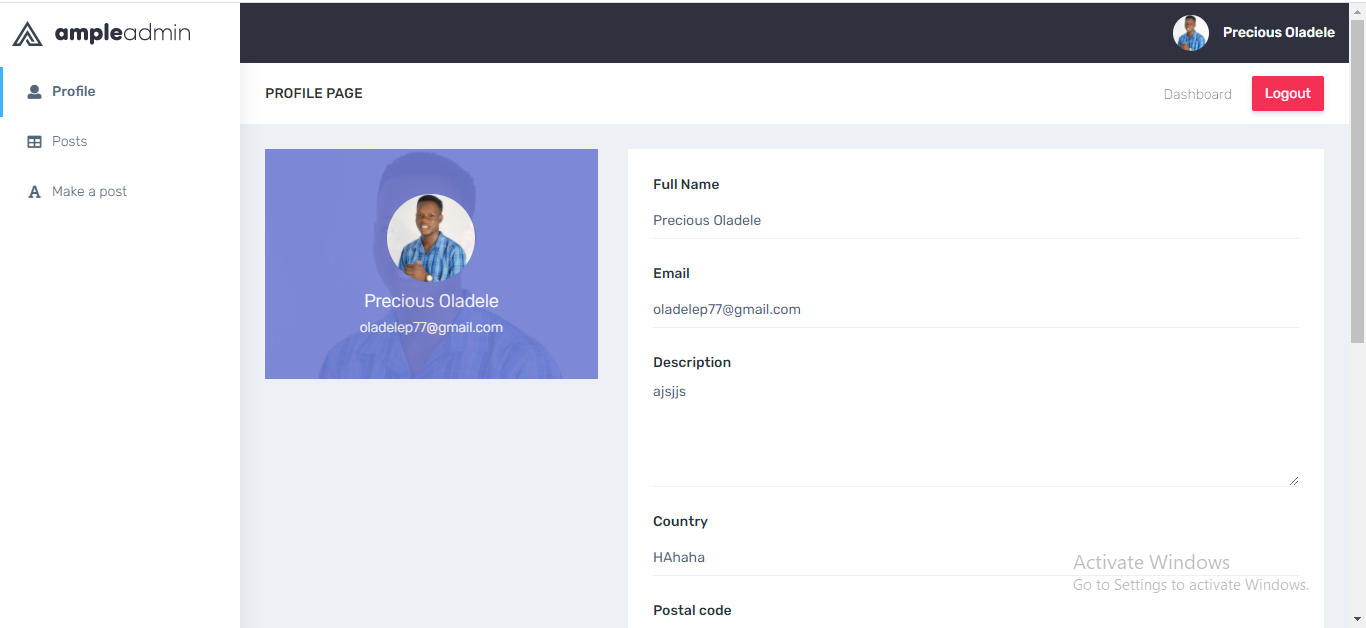 ampleadmin
Precious Oladele
Profile
Posts
Make a post
PROFILE PAGE
Dashboard
Logout
Precious Oladele
oladelep77@gmail.com
Full Name
Precious Oladele
Email
oladelep77@gmail.com
Description
ajsjjs
Country
HAhaha
Postal code
Activate Windows
Go to Settings to activate Windows.